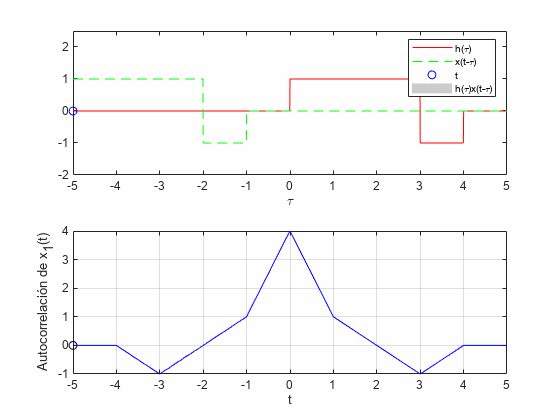 2
1
0
-1
-2
-5 -4 -3 -2 -1 0 1 2 3 4 5
τ
h(τ)
x(t-τ)
t
h(τ)x(t-τ)
4
3
2
1
0
-1
-5 -4 -3 -2 -1 0 1 2 3 4 5
t
Autocorrelación de x1(t)